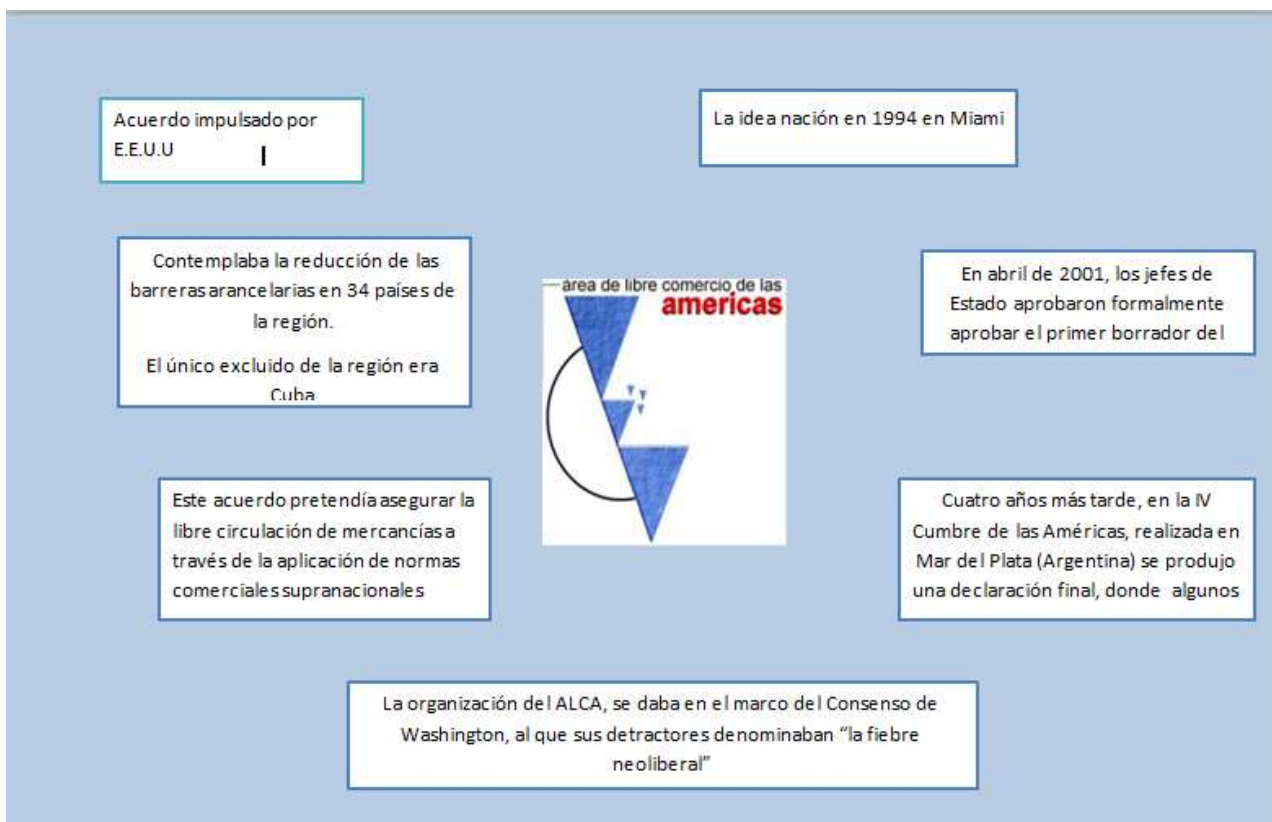 Acuerdo impulsado por
E.E.U.U
La idea nación en 1994 en Miami
Contemplaba la reducción de las
barreras arancelarias en 34 países de
la región.
El único excluido de la región era
Cuba
área de libre comercio de las
americas
En abril de 2001, los jefes de
Estado aprobaron formalmente
aprobar el primer borrador del
Este acuerdo pretendía asegurar la
libre circulación de mercancías a
través de la aplicación de normas
comerciales supranacionales
Cuatro años más tarde, en la IV
Cumbre de las Américas, realizada en
Mar del Plata (Argentina) se produjo
una declaración final, donde algunos
La organización del ALCA, se daba en el marco del Consenso de
Washington, al que sus detractores denominaban “la fiebre
neoliberal”